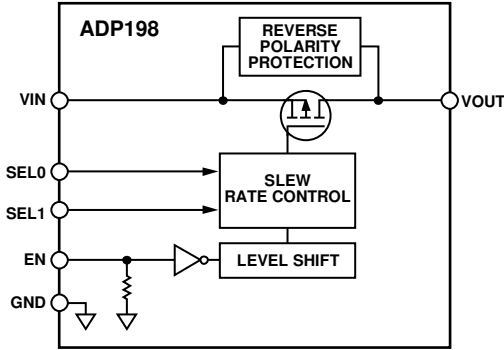 ADP198
REVERSE
POLARITY
PROTECTION
VIN
VOUT
SEL0
SLEW
RATE CONTROL
SEL1
EN
LEVEL SHIFT
GND